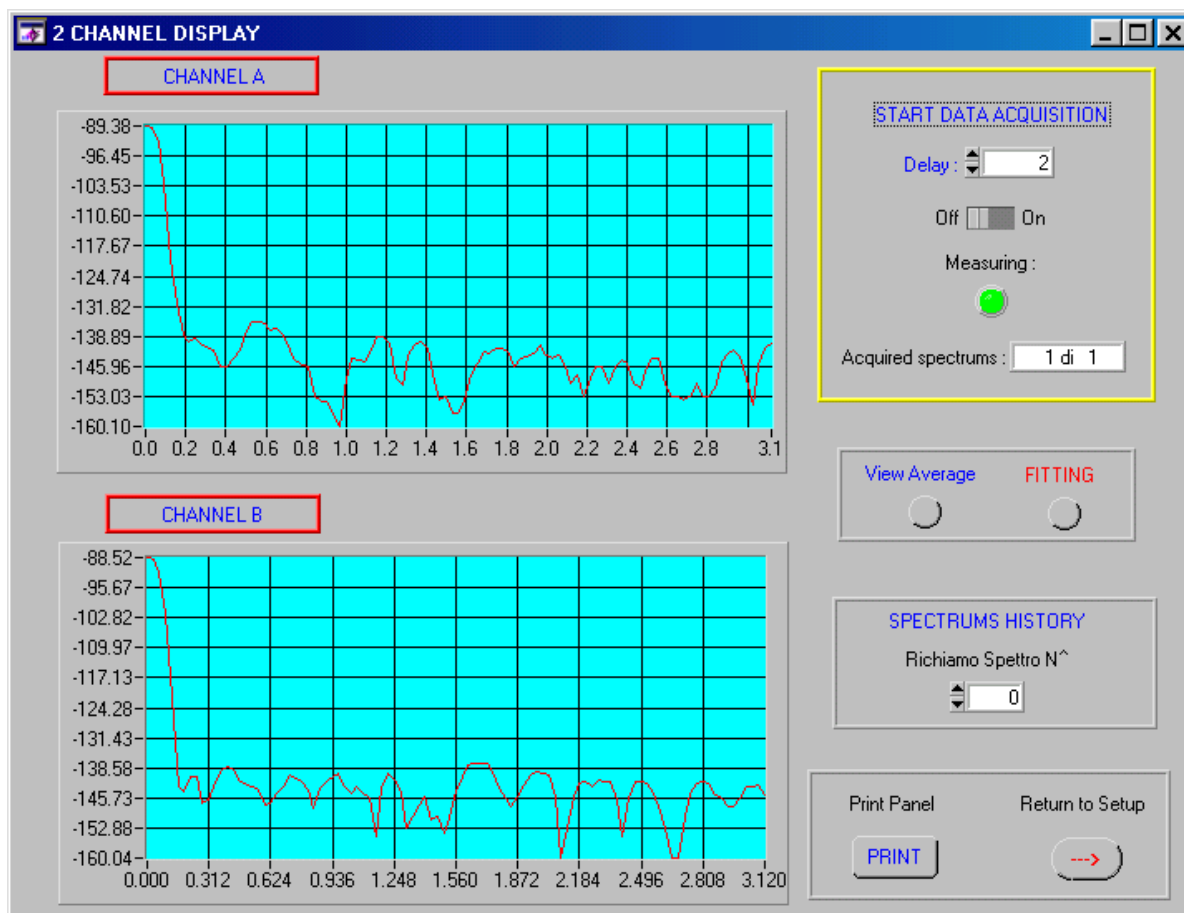 2 CHANNEL DISPLAY
CHANNEL A
-89.38
-96.45
-103.53
-110.60
-117.67
-124.74
-131.82
-138.89
-145.96
-153.03
-160.10
0.0 0.2 0.4 0.6 0.8 1.0 1.2 1.4 1.6 1.8 2.0 2.2 2.4 2.6 2.8 3.1
CHANNEL B
-88.52
-95.67
-102.82
-109.97
-117.13
-124.28
-131.43
-138.58
-145.73
-152.88
-160.04
0.000 0.312 0.624 0.936 1.248 1.560 1.872 2.184 2.496 2.808 3.120
START DATA ACQUISITION
Delay : 2
Off On
Measuring :
Acquired spectrums : 1 di 1
View Average FITTING
SPECTRUMS HISTORY
Richiamo Spettro N^
0
Print Panel Return to Setup
PRINT --->